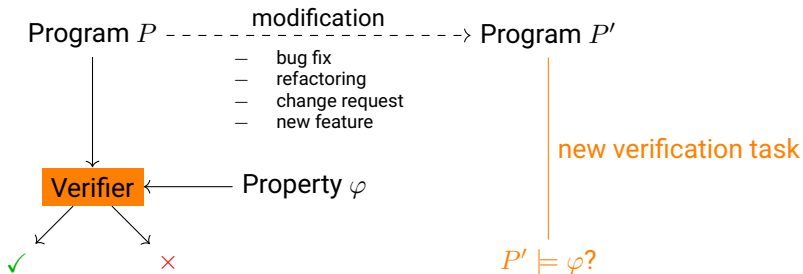 modification
Program P
Program P′
– bug fix
– refactoring
– change request
– new feature
new verification task
Verifier
Property φ
✓
×
P′ ⊨ φ?